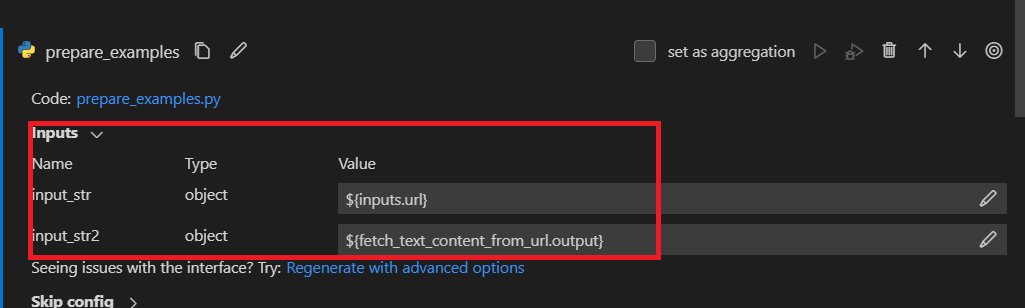 prepare_examples
set as aggregation
Code: prepare_examples.py
Inputs
Name Type Value
input_str object ${inputs.url}
input_str2 object ${fetch_text_content_from_url.output}
Seeing issues with the interface? Try: Regenerate with advanced options
Skip config